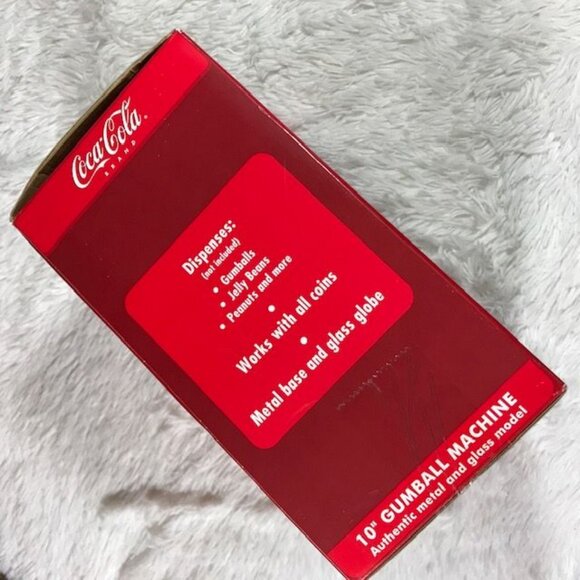 Coca-Cola®
BRAND
Dispenses:
(not included)
• Gumballs
• Jelly Beans
• Peanuts and more
•
Works with all coins
•
Metal base and glass globe
10" GUMBALL MACHINE
Authentic metal and glass model